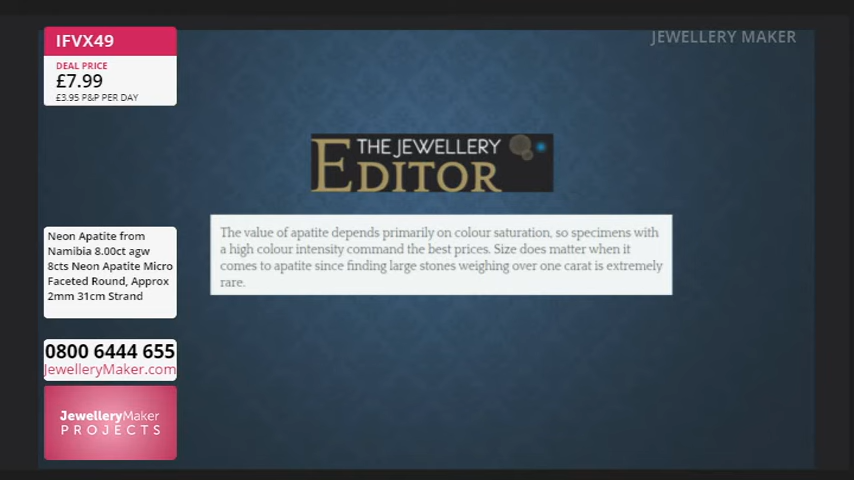 IFVX49
DEAL PRICE
£7.99
£3.95 P&P PER DAY
JEWELLERY MAKER
THE JEWELLERY
EDITOR
The value of apatite depends primarily on colour saturation, so specimens with
a high colour intensity command the best prices. Size does matter when it
comes to apatite since finding large stones weighing over one carat is extremely
rare.
Neon Apatite from
Namibia 8.00ct agw
8cts Neon Apatite Micro
Faceted Round, Approx
2mm 31cm Strand
0800 6444 655
JewelleryMaker.com
JewelleryMaker
PROJECTS